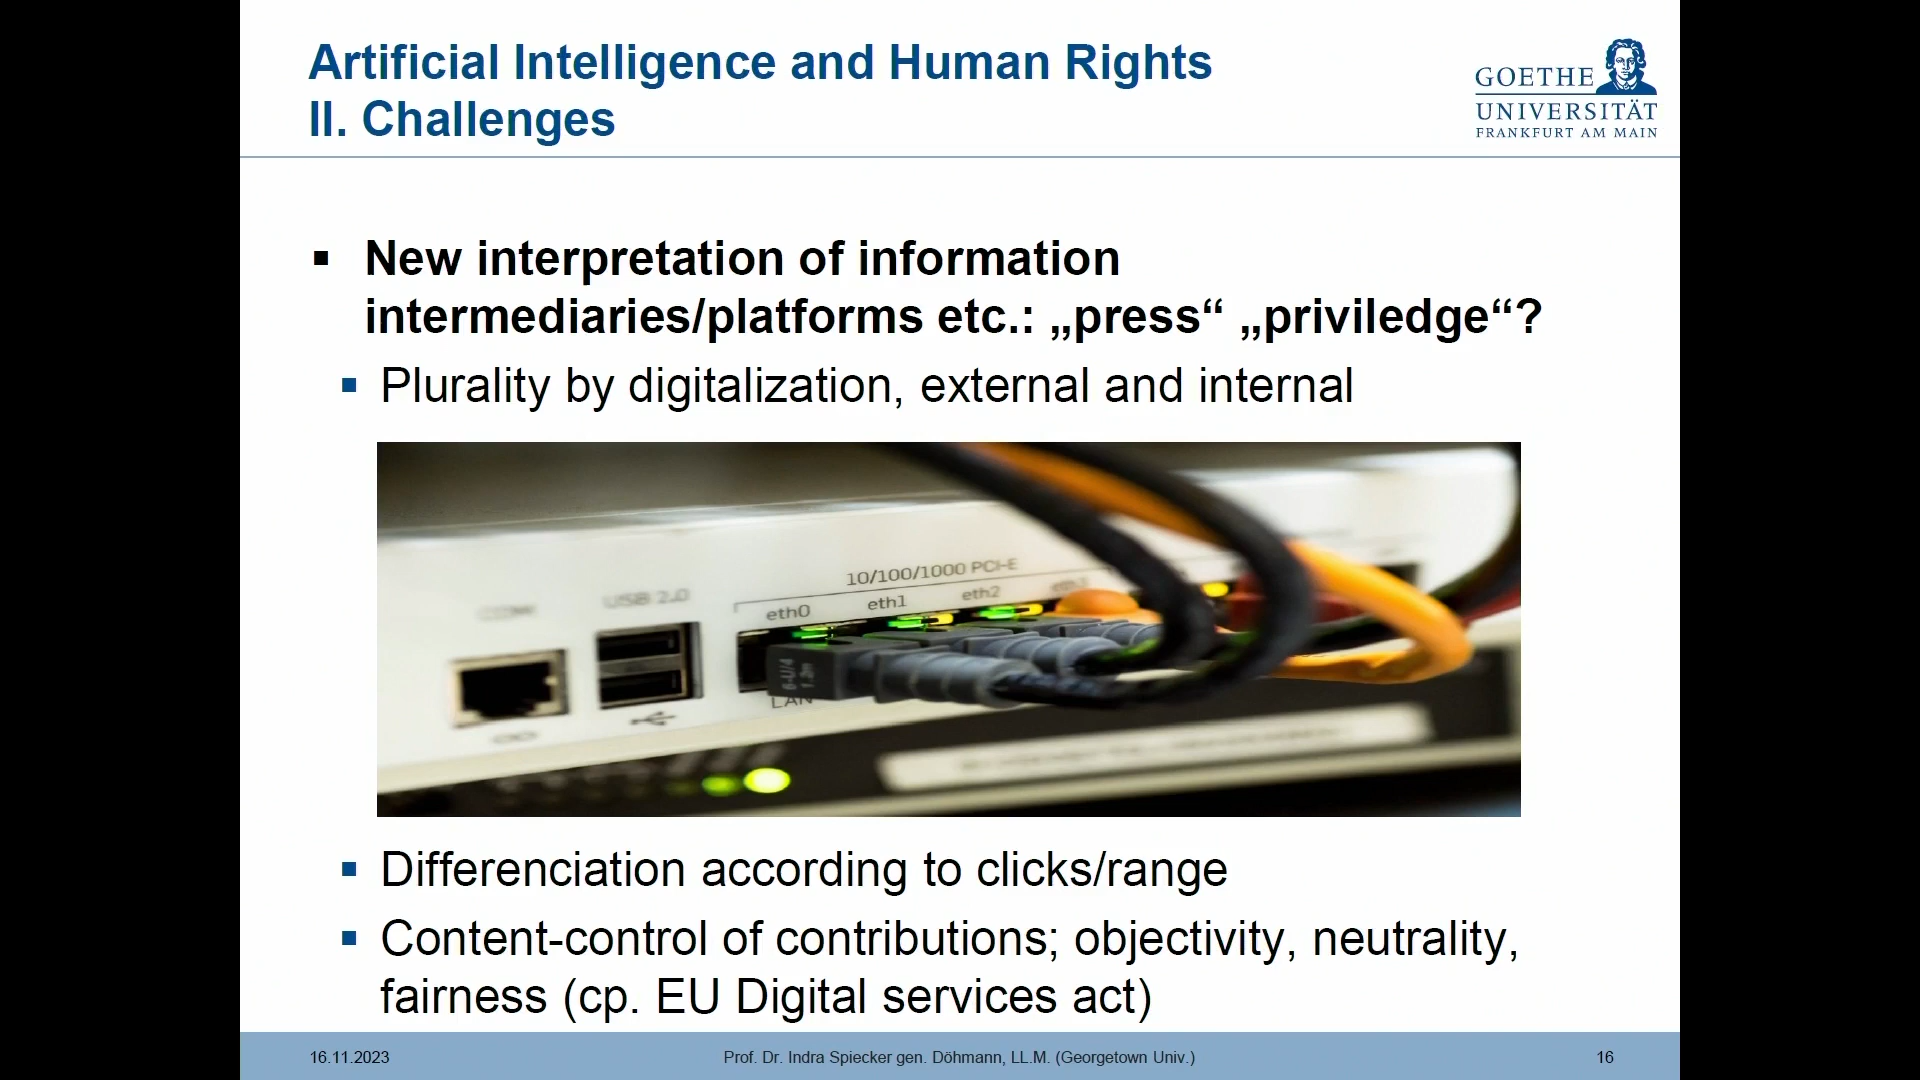 Artificial Intelligence and Human Rights
II. Challenges
GOETHE
UNIVERSITÄT
FRANKFURT AM MAIN
▪ New interpretation of information
intermediaries/platforms etc.: „press“ „priviledge“?
▪ Plurality by digitalization, external and internal
10/100/1000 PCI-E
COM
USB 2.0
eth0
eth1
eth2
eth3
LAN
▪ Differenciation according to clicks/range
▪ Content-control of contributions; objectivity, neutrality,
fairness (cp. EU Digital services act)
16.11.2023
Prof. Dr. Indra Spiecker gen. Döhmann, LL.M. (Georgetown Univ.)
16